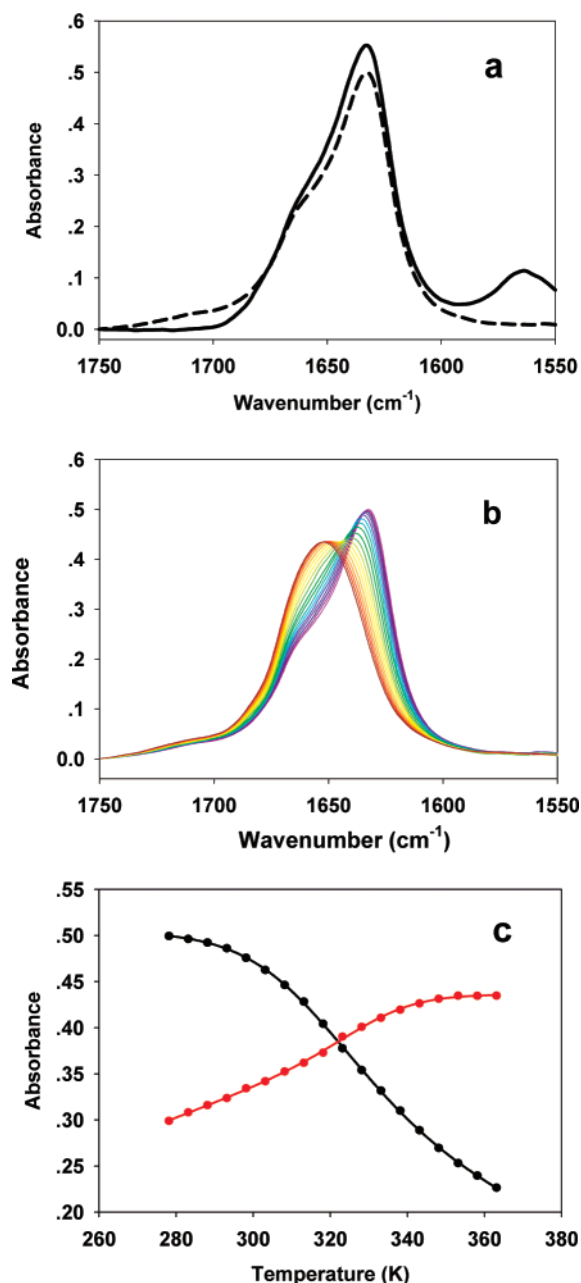 a
.6
.5
.4
.3
.2
.1
0.0
Absorbance
1750 1700 1650 1600 1550
Wavenumber (cm-1)
b
.6
.5
.4
.3
.2
.1
0.0
Absorbance
1750 1700 1650 1600 1550
Wavenumber (cm-1)
c
.55
.50
.45
.40
.35
.30
.25
.20
Absorbance
260 280 300 320 340 360 380
Temperature (K)